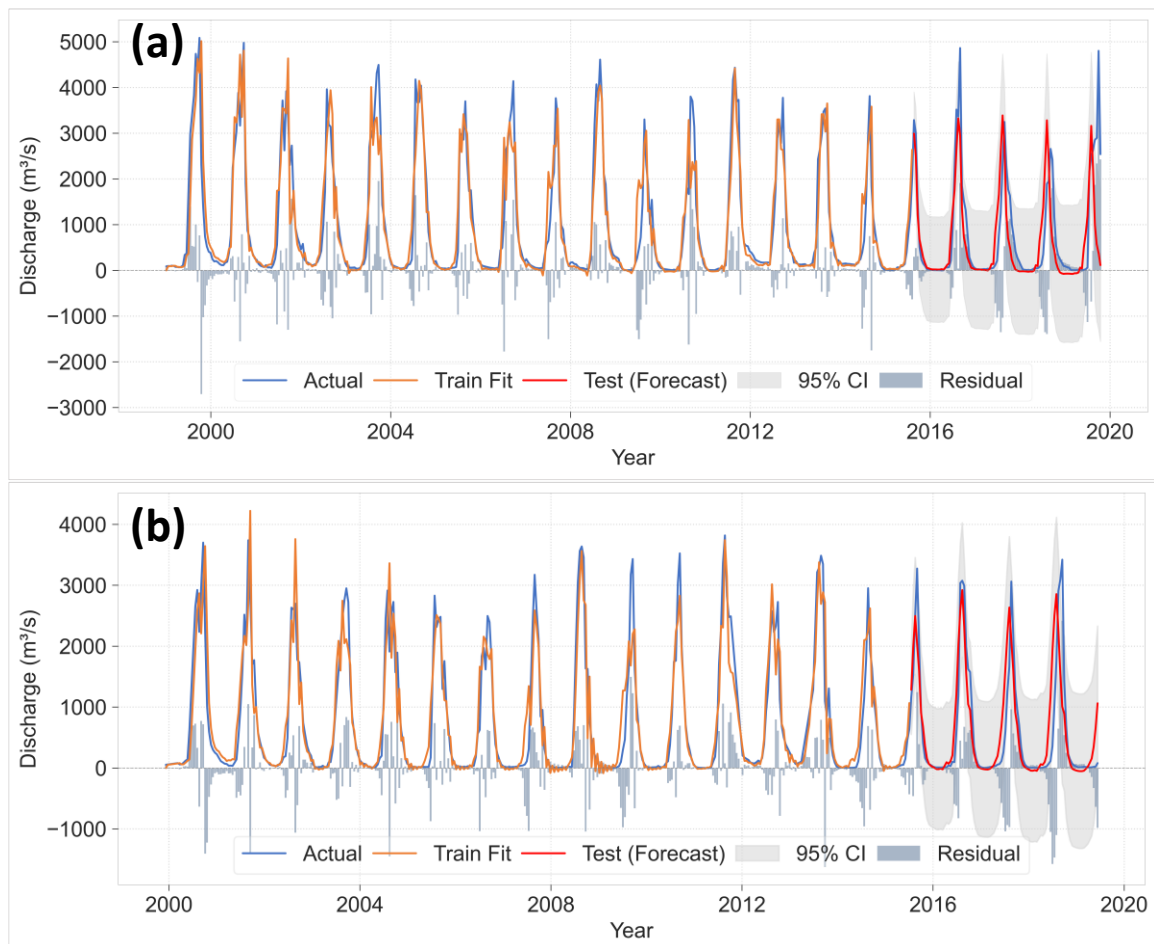 (a)
5000
4000
3000
2000
1000
0
−1000
−2000
−3000
Discharge (m³/s)
Actual Train Fit Test (Forecast) 95% CI Residual
2000 2004 2008 2012 2016 2020
Year
(b)
4000
3000
2000
1000
0
−1000
Discharge (m³/s)
Actual Train Fit Test (Forecast) 95% CI Residual
2000 2004 2008 2012 2016 2020
Year